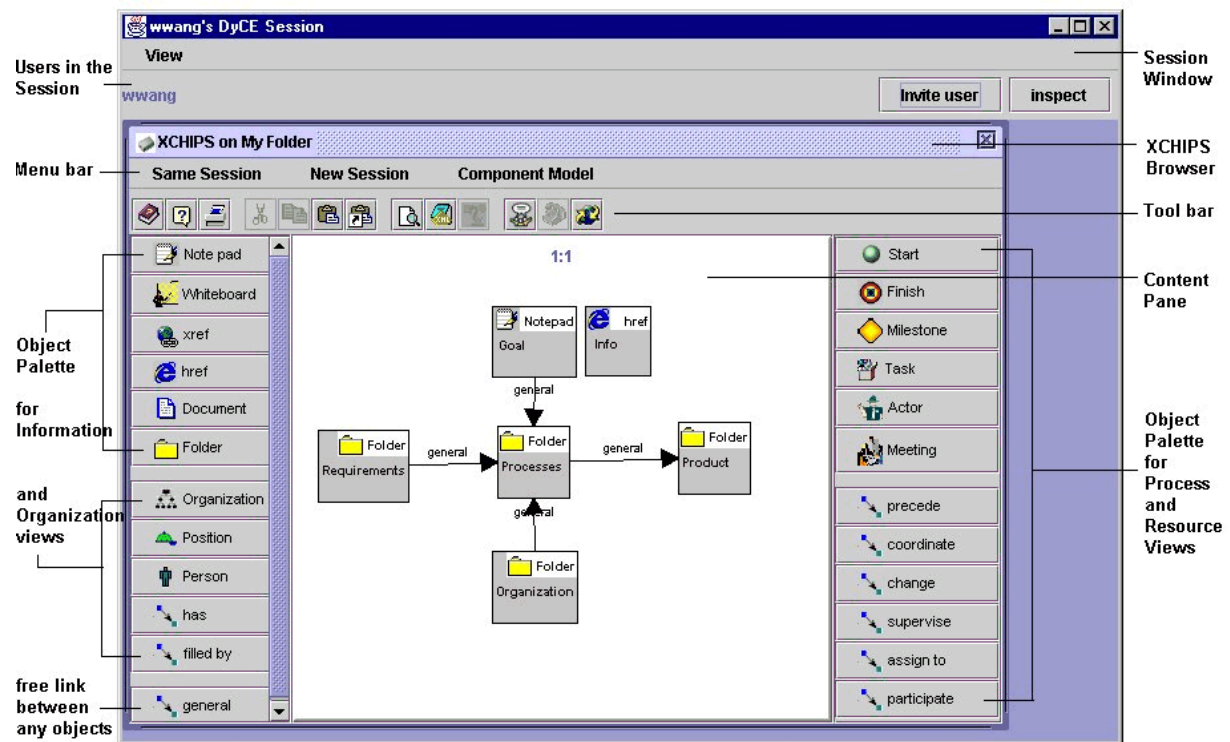 wwang's DyCE Session
View
Users in the
Session
Session
Window
wwang
Invite user
inspect
XCHIPS on My Folder
XCHIPS
Browser
Menu bar
Same Session
New Session
Component Model
Tool bar
Note pad
Whiteboard
xref
href
Document
Folder
Organization
Position
Person
has
filled by
general
Object
Palette
for
Information
and
Organization
views
free link
between
any objects
1:1
Notepad
Goal
href
Info
general
Folder
Requirements
general
Folder
Processes
general
Folder
Product
general
Folder
Organization
Start
Finish
Milestone
Task
Actor
Meeting
precede
coordinate
change
supervise
assign to
participate
Content
Pane
Object
Palette
for
Process
and
Resource
Views